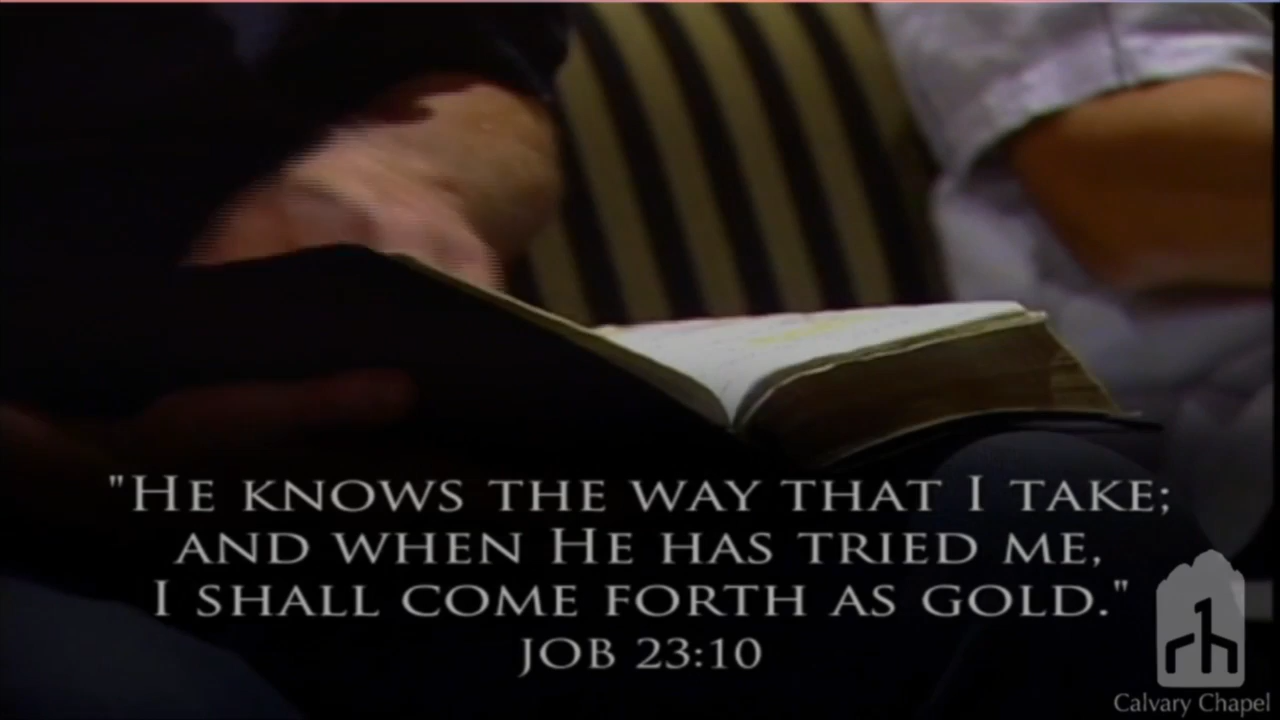 "He knows the way that I take;
and when He has tried me,
I shall come forth as gold."
Job 23:10
Calvary Chapel